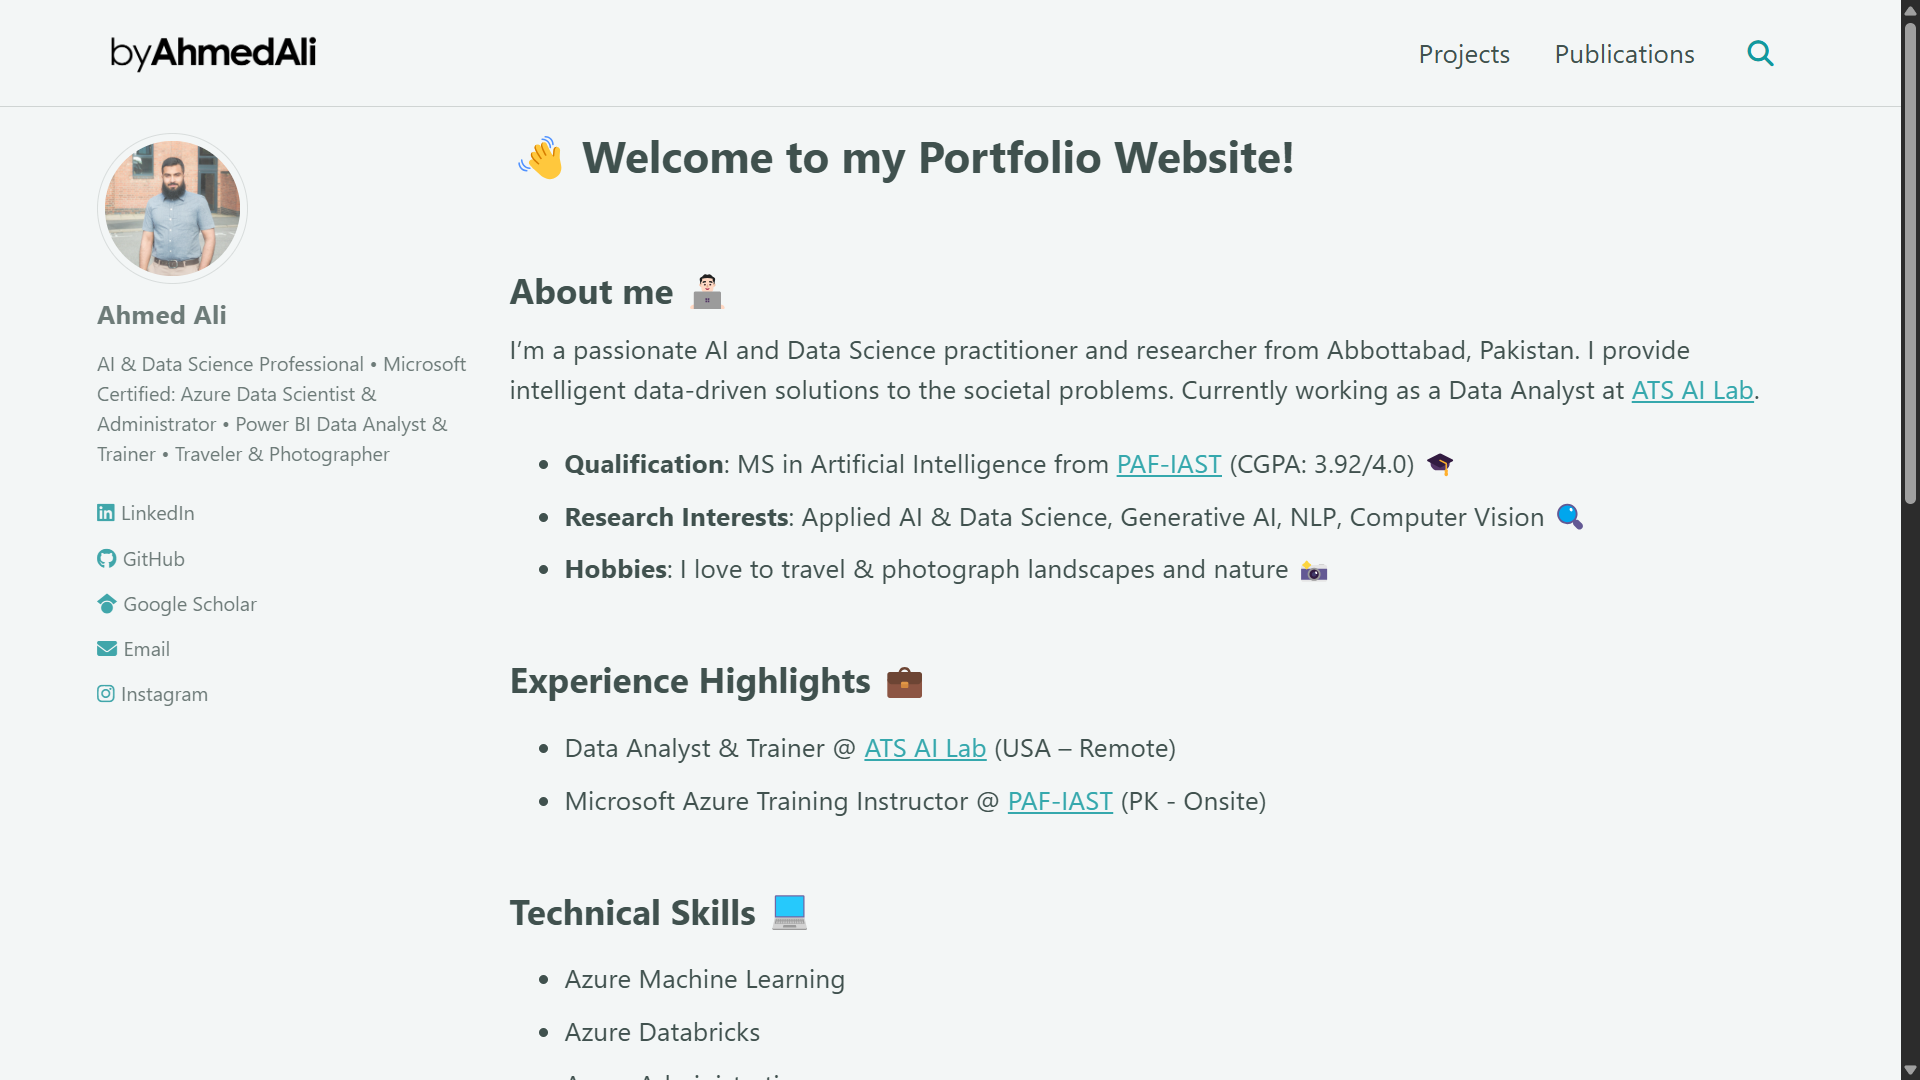 byAhmedAli
Projects
Publications
👋 Welcome to my Portfolio Website!
Ahmed Ali
AI & Data Science Professional • Microsoft
Certified: Azure Data Scientist &
Administrator • Power BI Data Analyst &
Trainer • Traveler & Photographer
LinkedIn
GitHub
Google Scholar
Email
Instagram
About me 👨🏻‍💻
I’m a passionate AI and Data Science practitioner and researcher from Abbottabad, Pakistan. I provide
intelligent data-driven solutions to the societal problems. Currently working as a Data Analyst at ATS AI Lab.
• Qualification: MS in Artificial Intelligence from PAF-IAST (CGPA: 3.92/4.0) 🎓
• Research Interests: Applied AI & Data Science, Generative AI, NLP, Computer Vision 🔍
• Hobbies: I love to travel & photograph landscapes and nature 📸
Experience Highlights 💼
• Data Analyst & Trainer @ ATS AI Lab (USA – Remote)
• Microsoft Azure Training Instructor @ PAF-IAST (PK - Onsite)
Technical Skills 💻
• Azure Machine Learning
• Azure Databricks